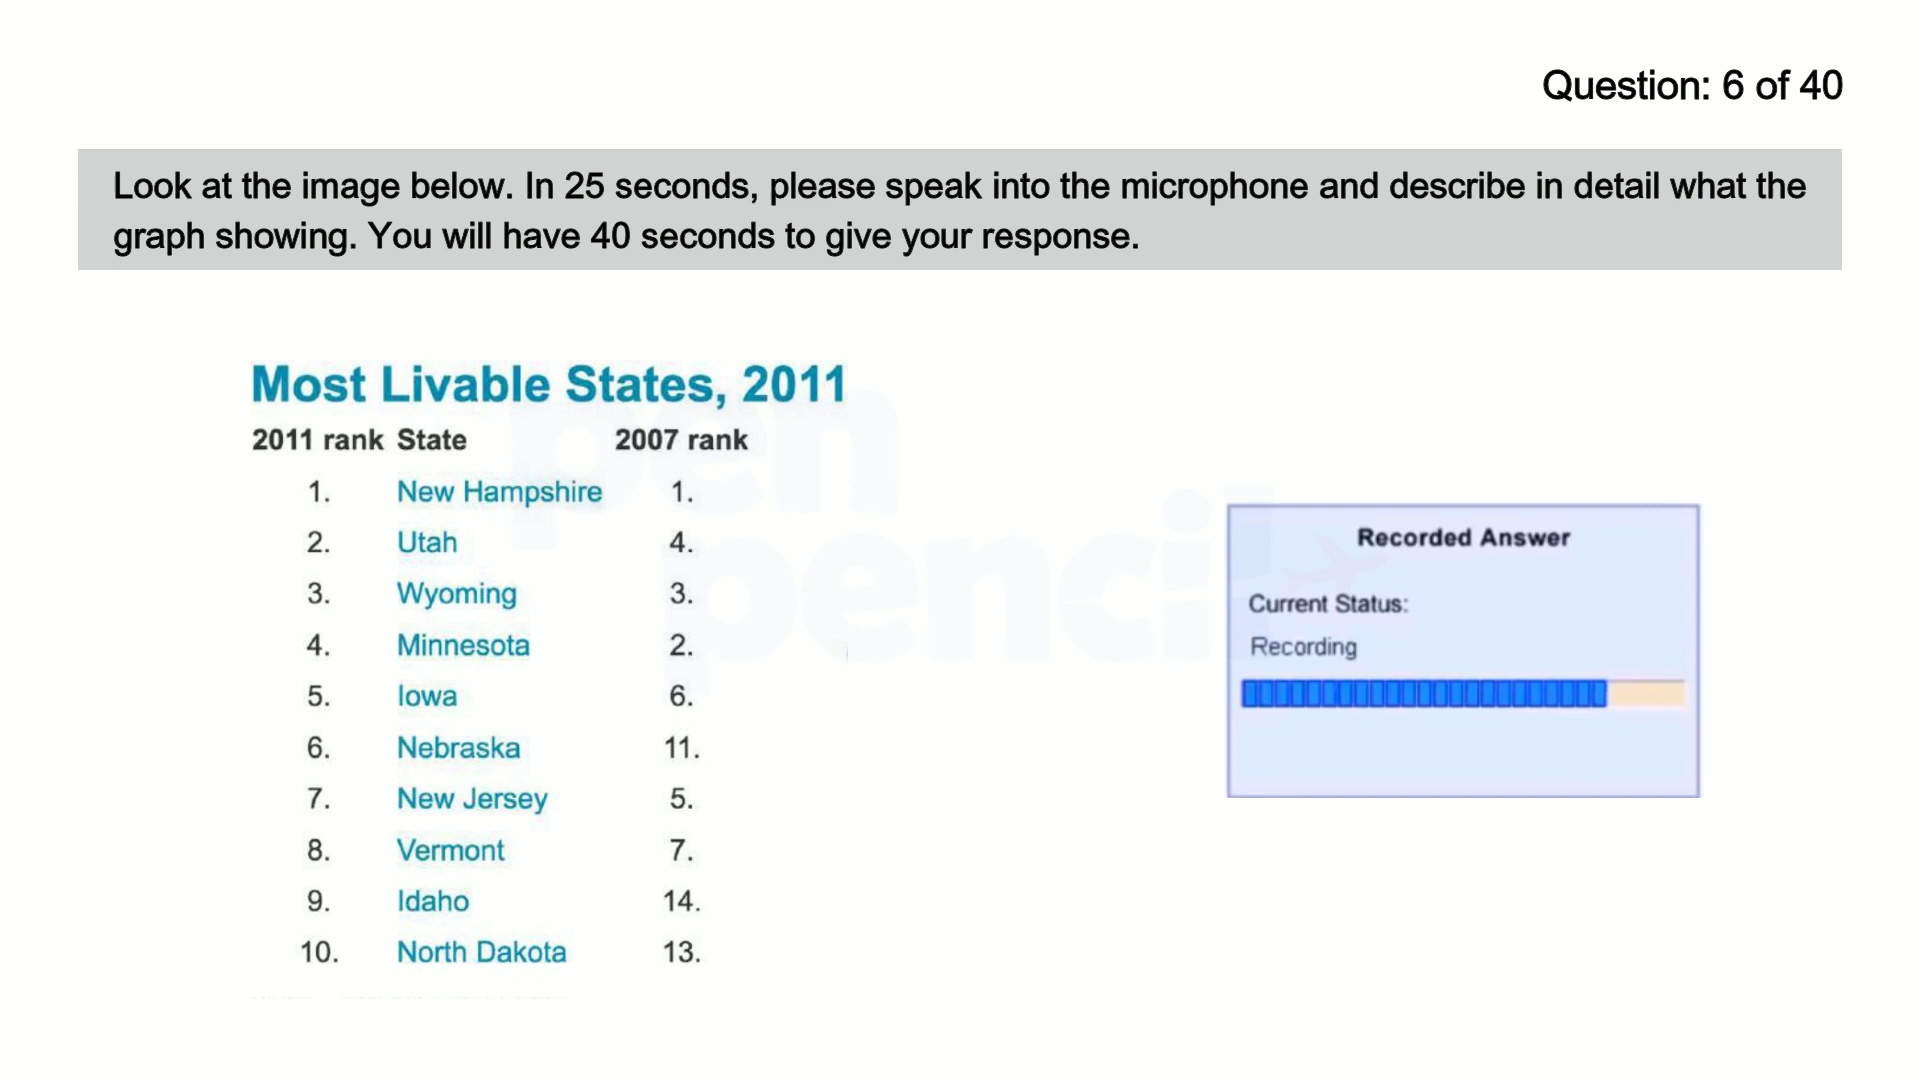 Question: 6 of 40
Look at the image below. In 25 seconds, please speak into the microphone and describe in detail what the
graph showing. You will have 40 seconds to give your response.
Most Livable States, 2011
2011 rank State 2007 rank
1. New Hampshire 1.
2. Utah 4.
3. Wyoming 3.
4. Minnesota 2.
5. Iowa 6.
6. Nebraska 11.
7. New Jersey 5.
8. Vermont 7.
9. Idaho 14.
10. North Dakota 13.
pen
pencil
Recorded Answer
Current Status:
Recording